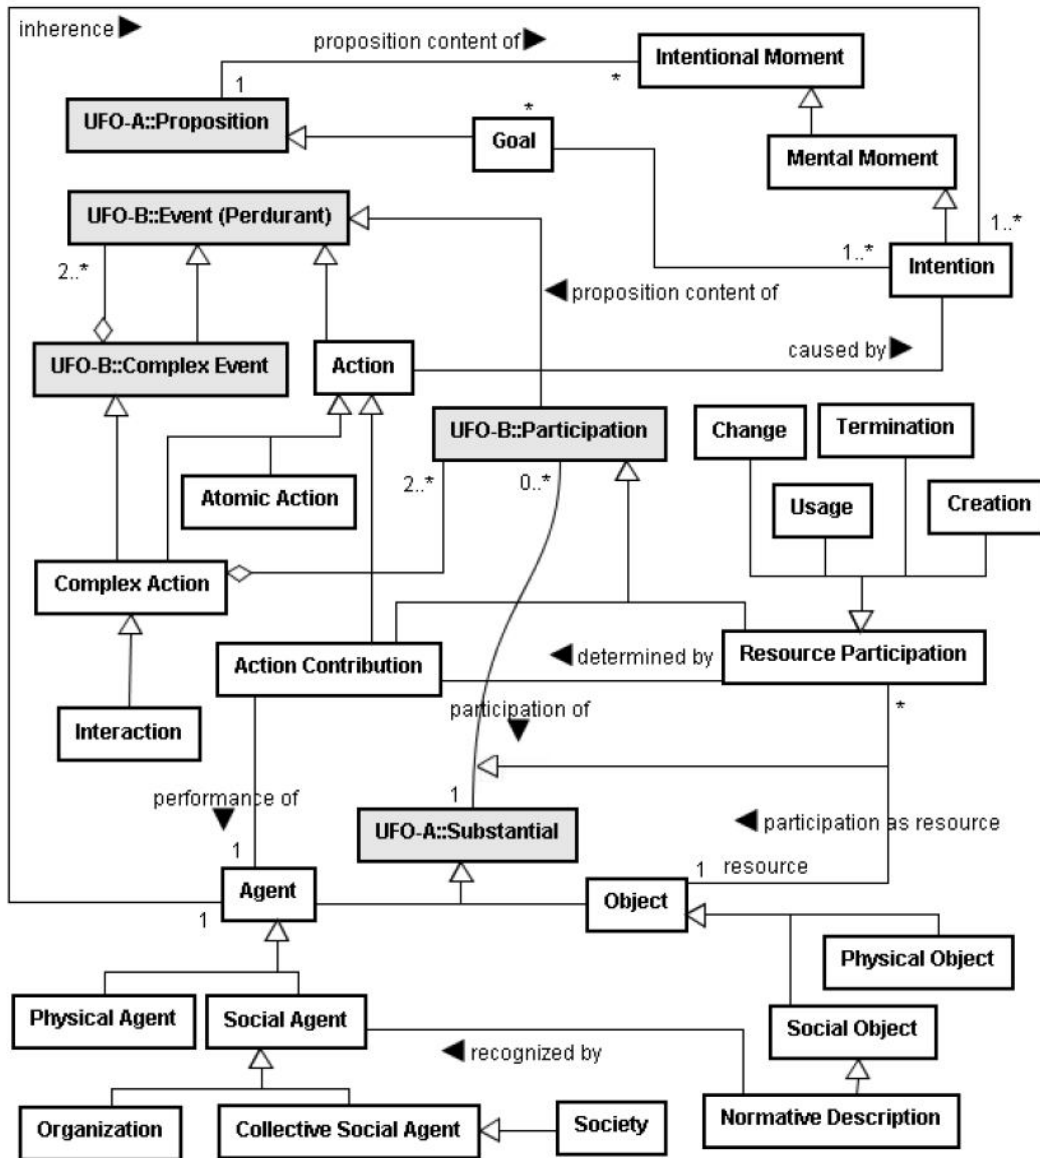 inherence ▶
proposition content of ▶
Intentional Moment
1
*
UFO-A::Proposition
*
Goal
Mental Moment
UFO-B::Event (Perdurant)
1..*
1..*
Intention
2..*
◀ proposition content of
UFO-B::Complex Event
Action
caused by ▶
UFO-B::Participation
Change
Termination
2..*
0..*
Atomic Action
Usage
Creation
Complex Action
Action Contribution
◀ determined by
Resource Participation
participation of
▼
*
Interaction
performance of
▼
1
UFO-A::Substantial
◀ participation as resource
1
1
resource
Agent
Object
1
Physical Object
Physical Agent
Social Agent
Social Object
◀ recognized by
Organization
Collective Social Agent
Society
Normative Description